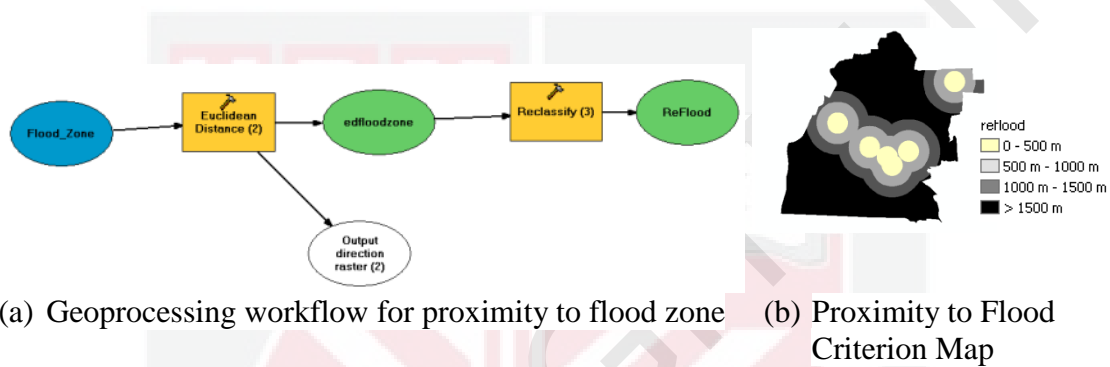 Flood_Zone
Euclidean
Distance (2)
edfloodzone
Reclassify (3)
ReFlood
Output
direction
raster (2)
reflood
0 - 500 m
500 m - 1000 m
1000 m - 1500 m
> 1500 m
(a) Geoprocessing workflow for proximity to flood zone
(b) Proximity to Flood
Criterion Map